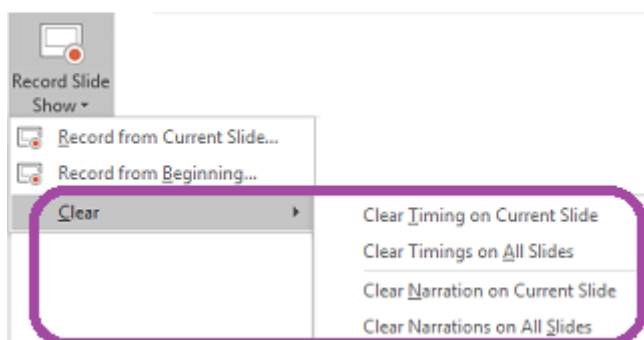 Record Slide
Show
Record from Current Slide...
Record from Beginning...
Clear
Clear Timing on Current Slide
Clear Timings on All Slides
Clear Narration on Current Slide
Clear Narrations on All Slides